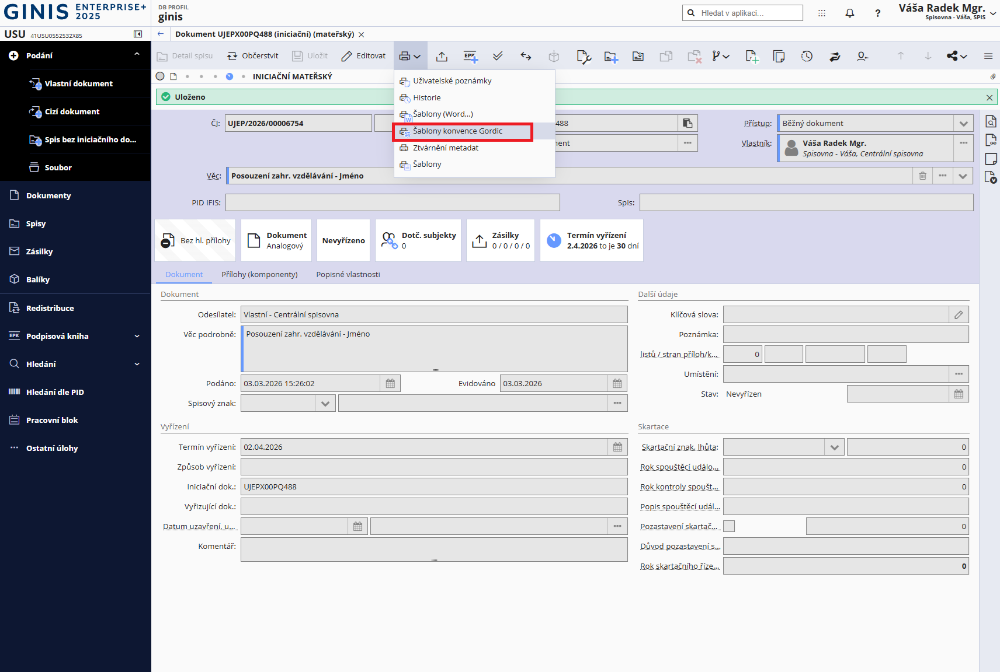 GINIS ENTERPRISE+ 2025
DB PROFIL
ginis
Hledat v aplikaci...
?
Váša Radek Mgr.
Spisovna - Váša, SPIS
USU 41USU0552532X85
Dokument UJEPX00PQ488 (iniciační) (mateřský)
Podání
Vlastní dokument
Cizí dokument
Spis bez iniciačního do...
Soubor
Dokumenty
Spisy
Zásilky
Balíky
Redistribuce
EPK Podpisová kniha
Hledání
Hledání dle PID
Pracovní blok
Ostatní úlohy
Detail spisu
Občerstvit
Uložit
Editovat
EPK
INICIAČNÍ MATEŘSKÝ
Uživatelské poznámky
Historie
Šablony (Word,..)
Šablony konvence Gordic
Ztvárnění metadat
Šablony
Uloženo
ČJ: UJEP/2026/00006754
488
Přístup: Běžný dokument
ent
Vlastník: Váša Radek Mgr.
Spisovna - Váša, Centrální spisovna
Věc: Posouzení zahr. vzdělávání - Jméno
PID iFIS:
Spis:
Bez hl. přílohy
Dokument
Analogový
Nevyřízeno
Dotč. subjekty
0
Zásilky
0 / 0 / 0 / 0
Termín vyřízení
2.4.2026 to je 30 dní
Dokument
Přílohy (komponenty)
Popisné vlastnosti
Dokument
Odesílatel: Vlastní - Centrální spisovna
Věc podrobně: Posouzení zahr. vzdělávání - Jméno
Podáno: 03.03.2026 15:26:02
Evidováno 03.03.2026
Spisový znak:
Další údaje
Klíčová slova:
Poznámka:
listů / stran příloh/k... 0
Umístění:
Stav: Nevyřízen
Vyřízení
Termín vyřízení: 02.04.2026
Způsob vyřízení:
Iniciační dok.: UJEPX00PQ488
Vyřizující dok.:
Datum uzavření, u...
Komentář:
Skartace
Skartační znak, lhůta: 0
Rok spouštěcí událo... 0
Rok kontroly spoušt... 0
Popis spouštěcí udál...
Pozastavení skartač... 0
Důvod pozastavení s...
Rok skartačního říze... 0